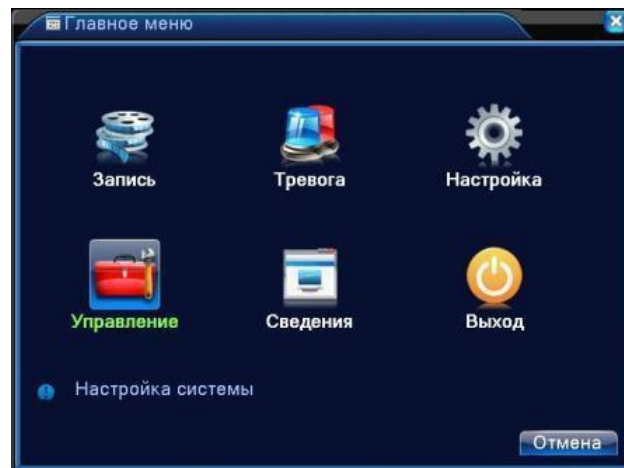 Главное меню
Запись Тревога Настройка
Управление Сведения Выход
Настройка системы
Отмена